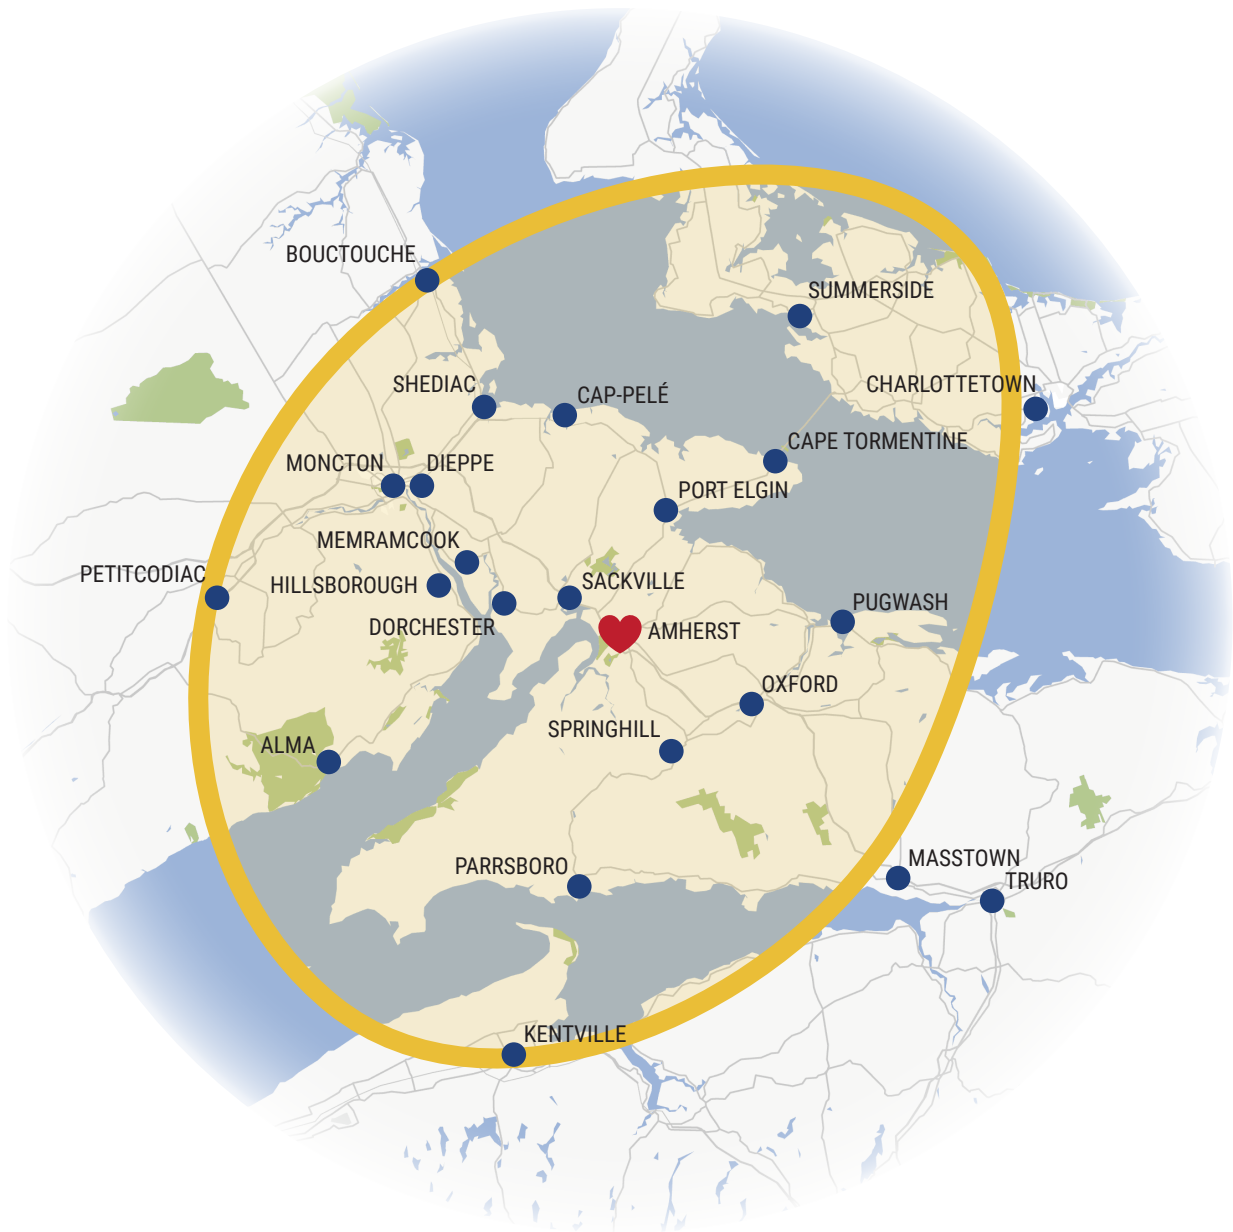 BOUCTOUCHE
SUMMERSIDE
SHEDIAC
CAP-PELÉ
CHARLOTTETOWN
CAPE TORMENTINE
MONCTON
DIEPPE
PORT ELGIN
MEMRAMCOOK
PETITCODIAC
HILLSBOROUGH
SACKVILLE
PUGWASH
DORCHESTER
AMHERST
OXFORD
SPRINGHILL
ALMA
MASSTOWN
PARRSBORO
TRURO
KENTVILLE